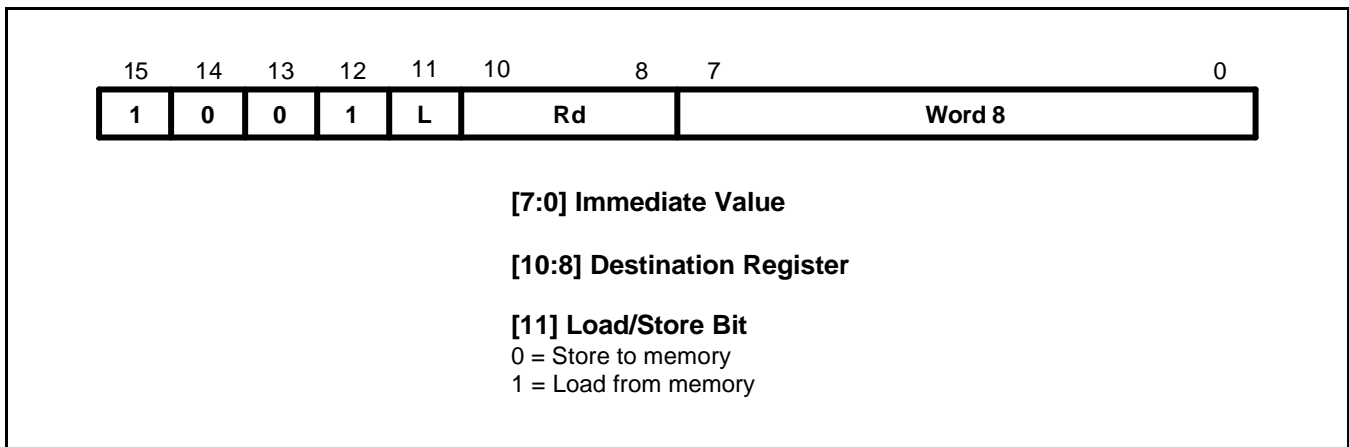 15 14 13 12 11 10 8 7 0
1 0 0 1 L Rd Word 8
[7:0] Immediate Value
[10:8] Destination Register
[11] Load/Store Bit
0 = Store to memory
1 = Load from memory